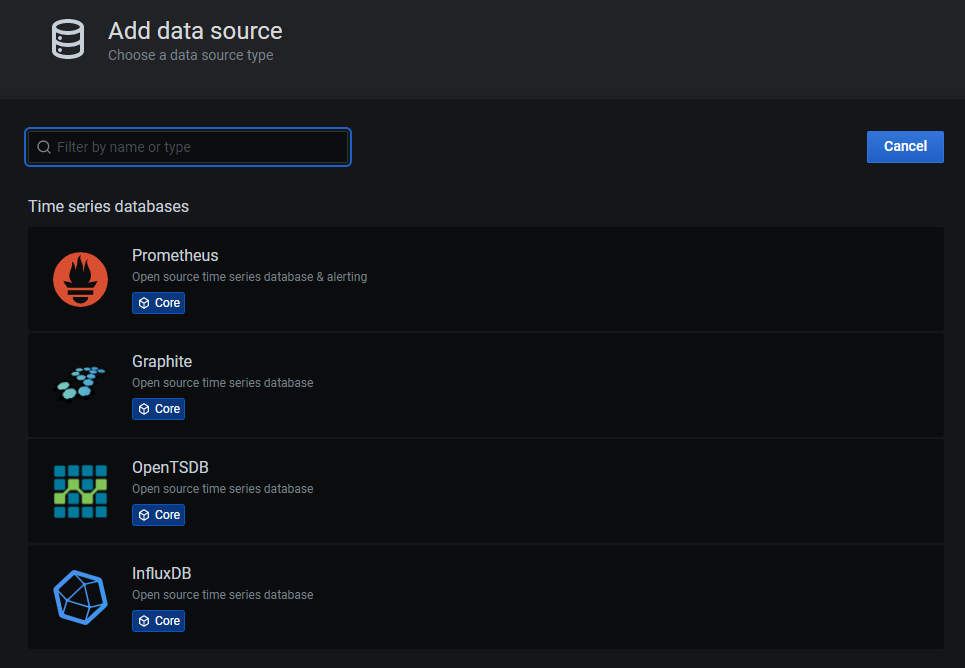 Add data source
Choose a data source type
Filter by name or type
Cancel
Time series databases
Prometheus
Open source time series database & alerting
Core
Graphite
Open source time series database
Core
OpenTSDB
Open source time series database
Core
InfluxDB
Open source time series database
Core